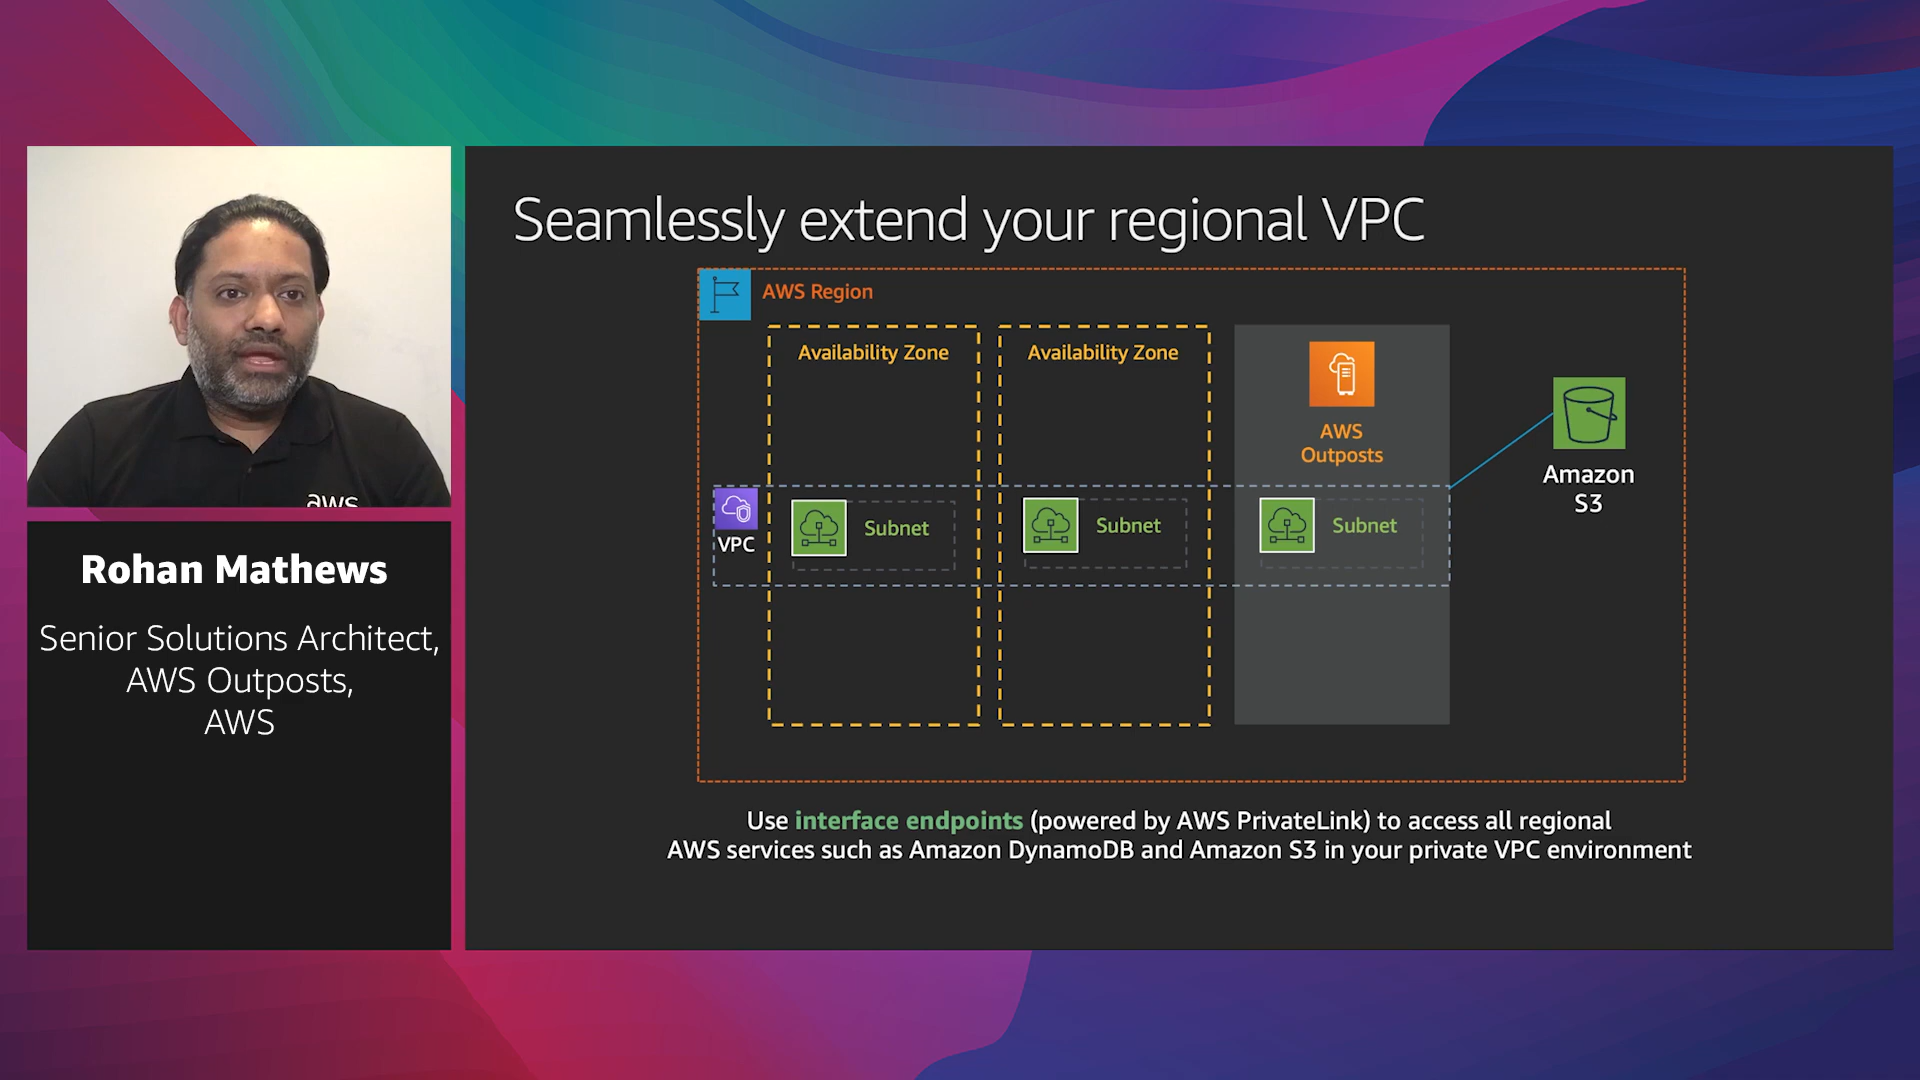 aws
Rohan Mathews
Senior Solutions Architect,
AWS Outposts,
AWS
Seamlessly extend your regional VPC
AWS Region
Availability Zone
Availability Zone
AWS
Outposts
Amazon
S3
VPC
Subnet
Subnet
Subnet
Use interface endpoints (powered by AWS PrivateLink) to access all regional
AWS services such as Amazon DynamoDB and Amazon S3 in your private VPC environment